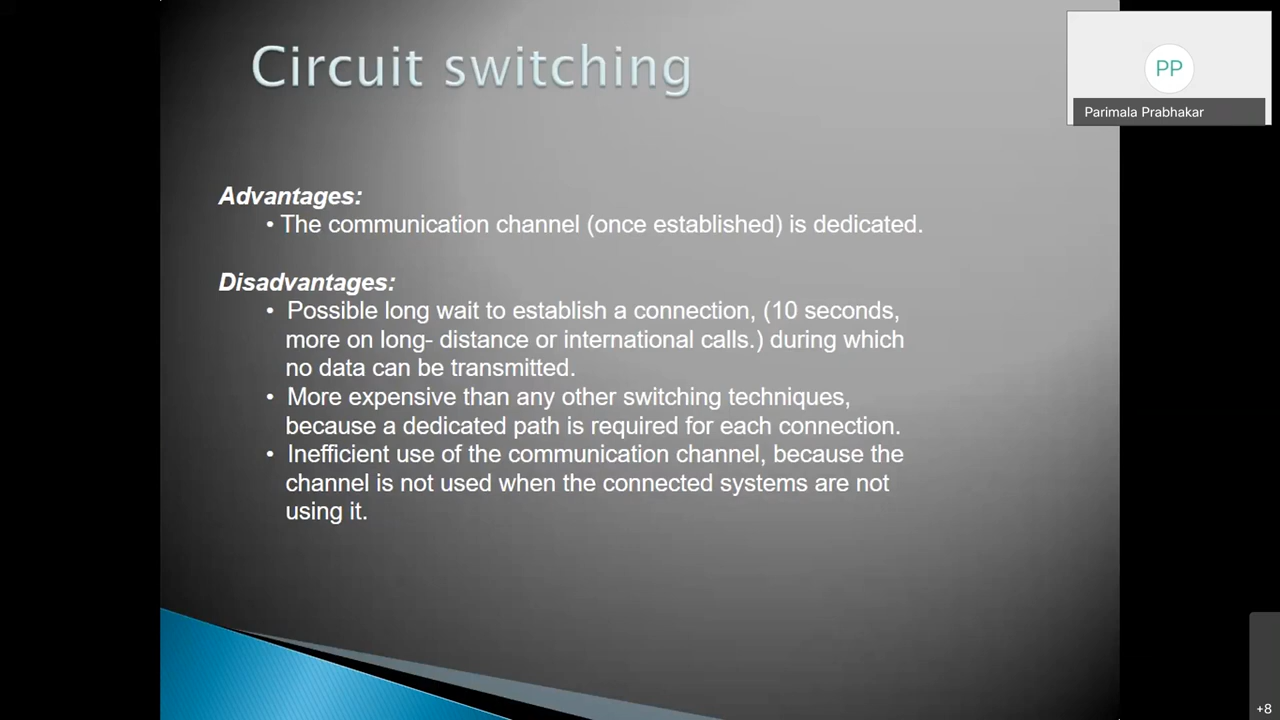 Circuit switching
PP
Parimala Prabhakar
Advantages:
• The communication channel (once established) is dedicated.
Disadvantages:
• Possible long wait to establish a connection, (10 seconds,
more on long- distance or international calls.) during which
no data can be transmitted.
• More expensive than any other switching techniques,
because a dedicated path is required for each connection.
• Inefficient use of the communication channel, because the
channel is not used when the connected systems are not
using it.
+8